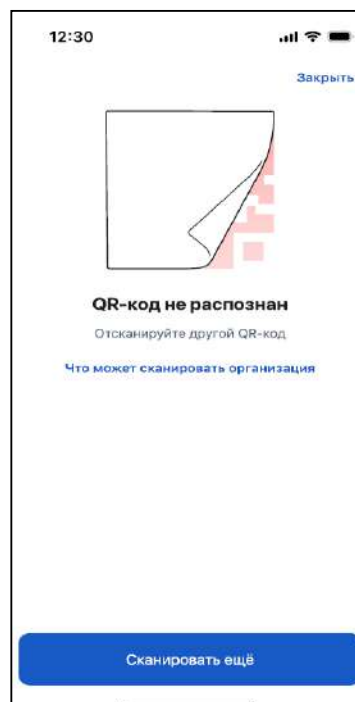 12:30
Закрыть
QR-код не распознан
Отсканируйте другой QR-код
Что может сканировать организация
Сканировать ещё